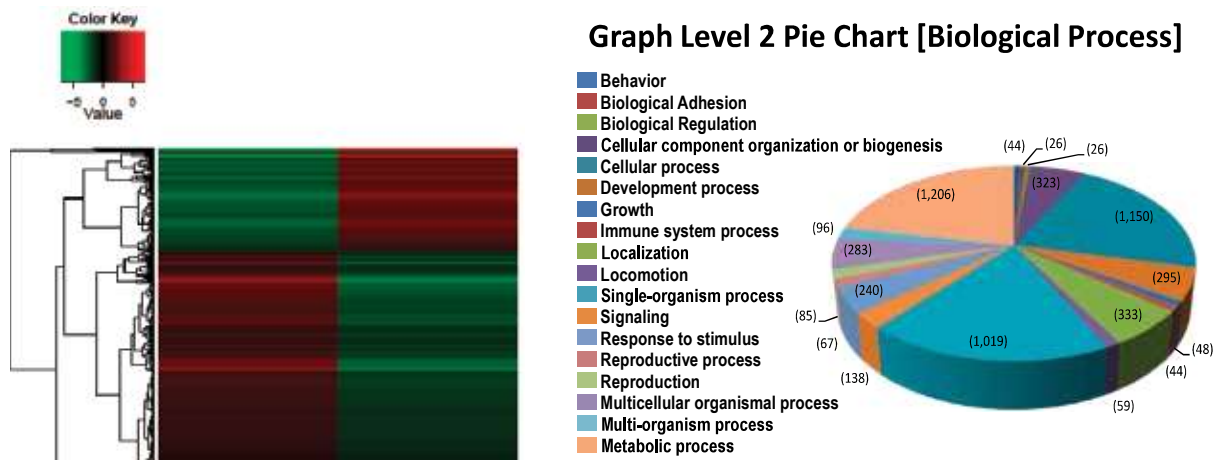 Color Key
-5 0 5
Value
Graph Level 2 Pie Chart [Biological Process]
Behavior
Biological Adhesion
Biological Regulation
Cellular component organization or biogenesis
Cellular process
Development process
Growth
Immune system process
Localization
Locomotion
Single-organism process
Signaling
Response to stimulus
Reproductive process
Reproduction
Multicellular organismal process
Multi-organism process
Metabolic process
(44)
(26)
(26)
(323)
(1,150)
(295)
(48)
(44)
(333)
(59)
(1,019)
(138)
(240)
(67)
(85)
(283)
(96)
(1,206)